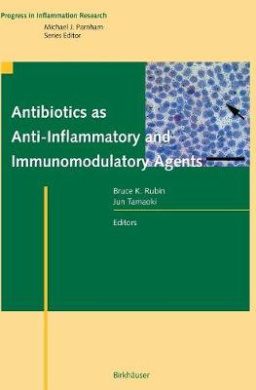 Progress in Inflammation Research
Michael J. Parnham
Series Editor
Antibiotics as
Anti-Inflammatory and
Immunomodulatory Agents
Bruce K. Rubin
Jun Tamaoki
Editors
Birkhäuser